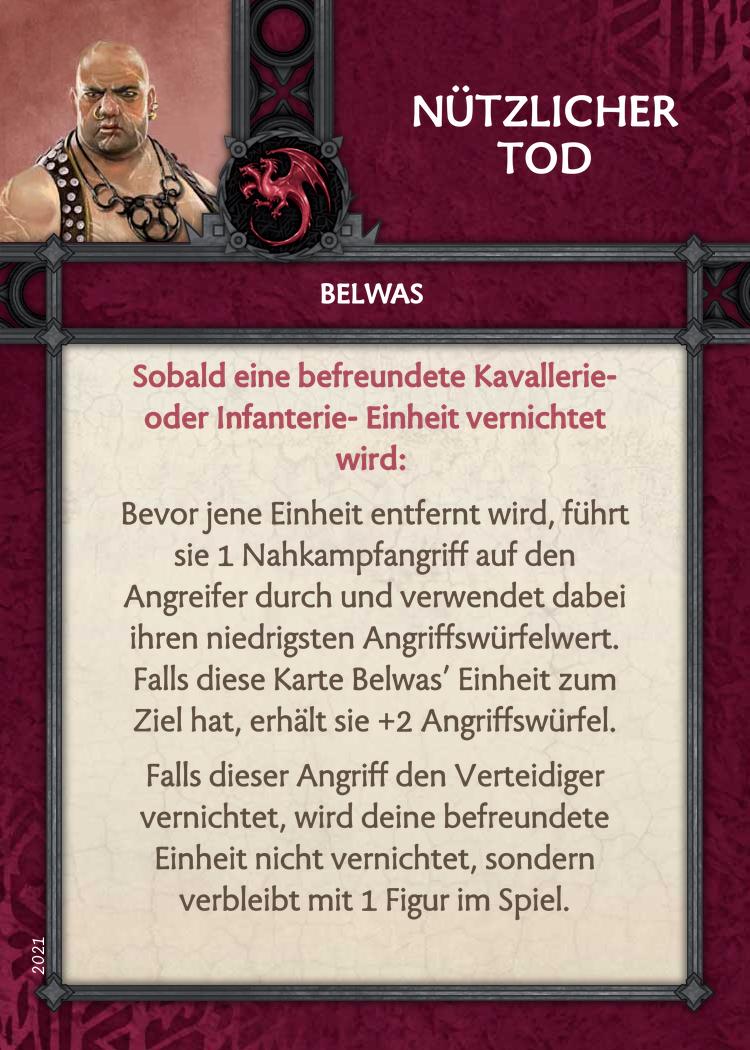 NÜTZLICHER
TOD
BELWAS
Sobald eine befreundete Kavallerie-
oder Infanterie- Einheit vernichtet
wird:
Bevor jene Einheit entfernt wird, führt
sie 1 Nahkampfangriff auf den
Angreifer durch und verwendet dabei
ihren niedrigsten Angriffswürfelwert.
Falls diese Karte Belwas’ Einheit zum
Ziel hat, erhält sie +2 Angriffswürfel.
Falls dieser Angriff den Verteidiger
vernichtet, wird deine befreundete
Einheit nicht vernichtet, sondern
verbleibt mit 1 Figur im Spiel.
2021